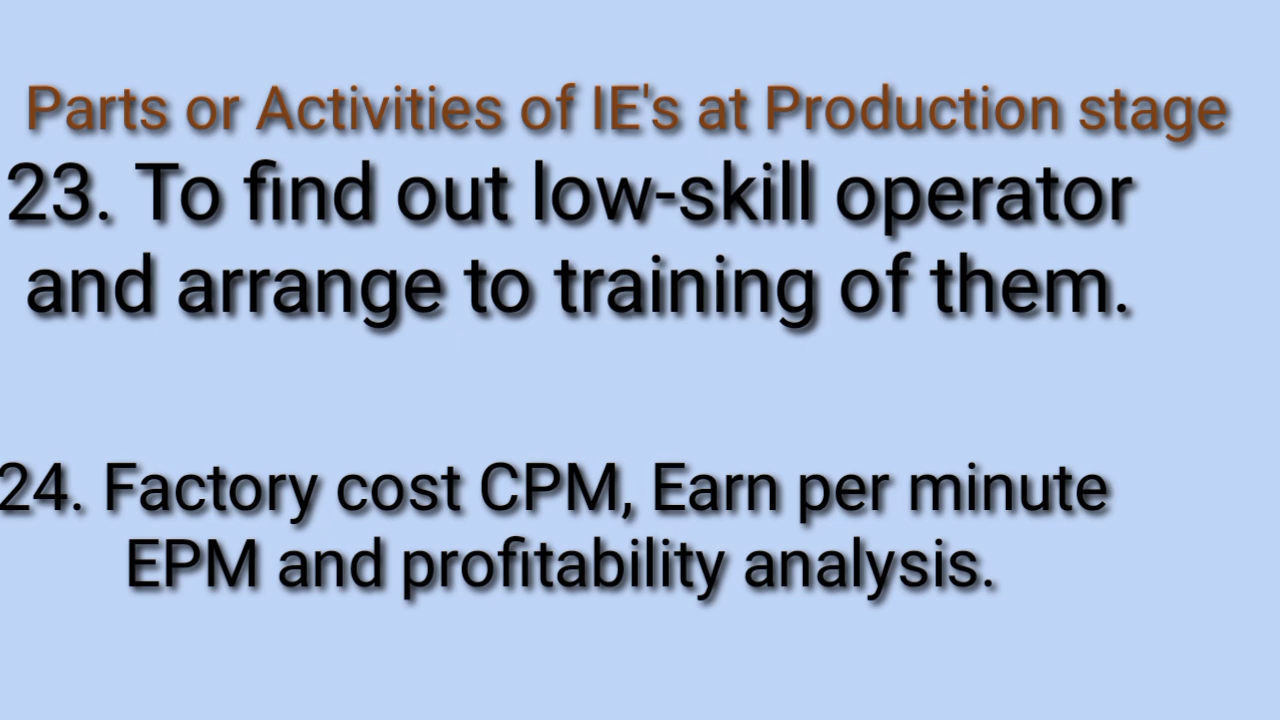 Parts or Activities of IE's at Production stage
23. To find out low-skill operator
and arrange to training of them.
24. Factory cost CPM, Earn per minute
EPM and profitability analysis.